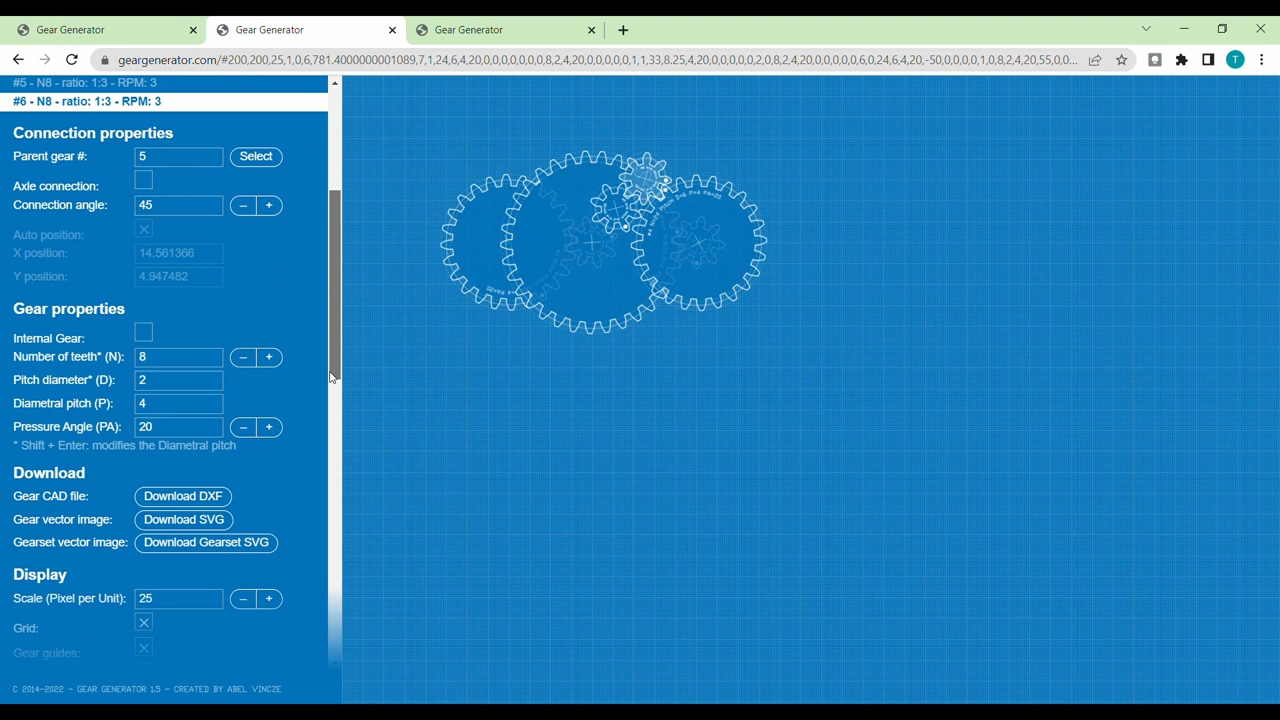 Gear Generator
Gear Generator
Gear Generator
geargenerator.com/#200,200,25,1,0,6,781.4000000001089,7,1,24,6,4,20,0,0,0,0,0,0,8,2,4,20,0,0,0,0,0,1,1,33,8.25,4,20,0,0,0,0,0,2,0,8,2,4,20,0,0,0,0,0,6,0,24,6,4,20,-50,0,0,0,0,1,0,8,2,4,20,55,0,0...
#5 - N8 - ratio: 1:3 - RPM: 3
#6 - N8 - ratio: 1:3 - RPM: 3
Connection properties
Parent gear #: 5 Select
Axle connection:
Connection angle: 45 – +
Auto position:
X position: 14.561366
Y position: 4.947482
Gear properties
Internal Gear:
Number of teeth* (N): 8 – +
Pitch diameter* (D): 2
Diametral pitch (P): 4
Pressure Angle (PA): 20 – +
* Shift + Enter: modifies the Diametral pitch
Download
Gear CAD file: Download DXF
Gear vector image: Download SVG
Gearset vector image: Download Gearset SVG
Display
Scale (Pixel per Unit): 25 – +
Grid:
Gear guides:
C 2014-2022 - GEAR GENERATOR 1.5 - CREATED BY ABEL VINCZE